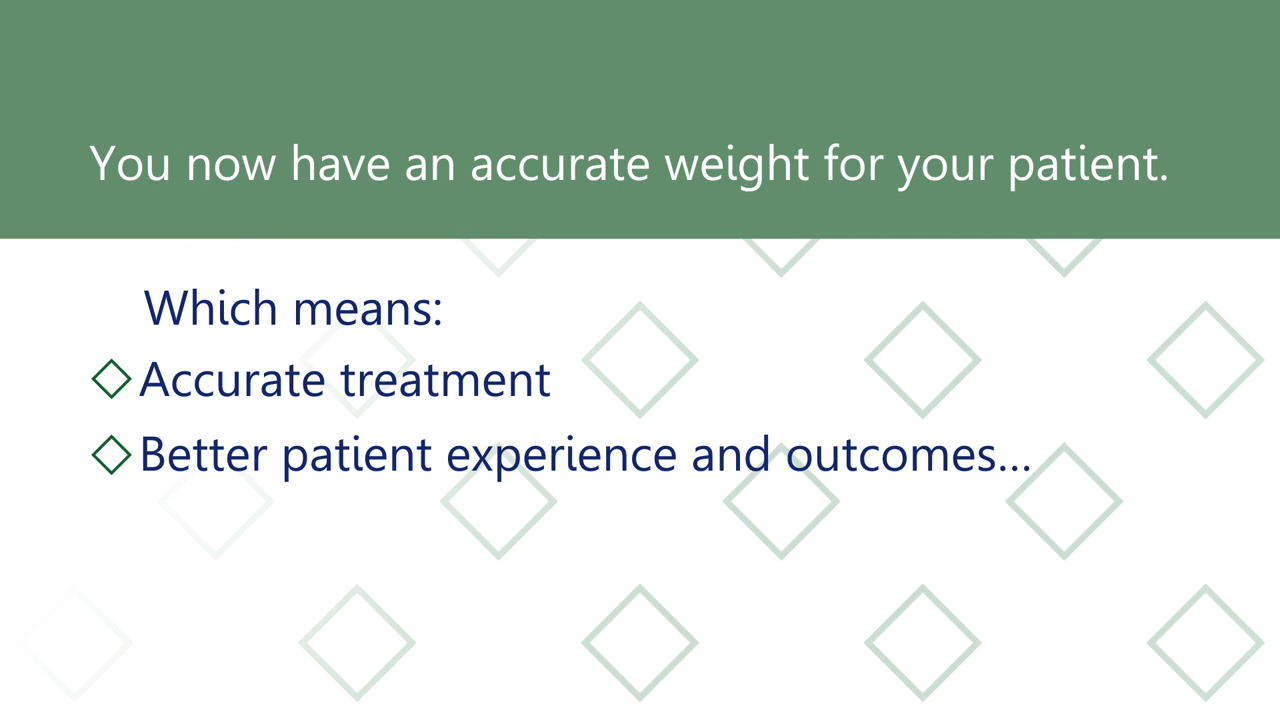 You now have an accurate weight for your patient.
Which means:
Accurate treatment
Better patient experience and outcomes...